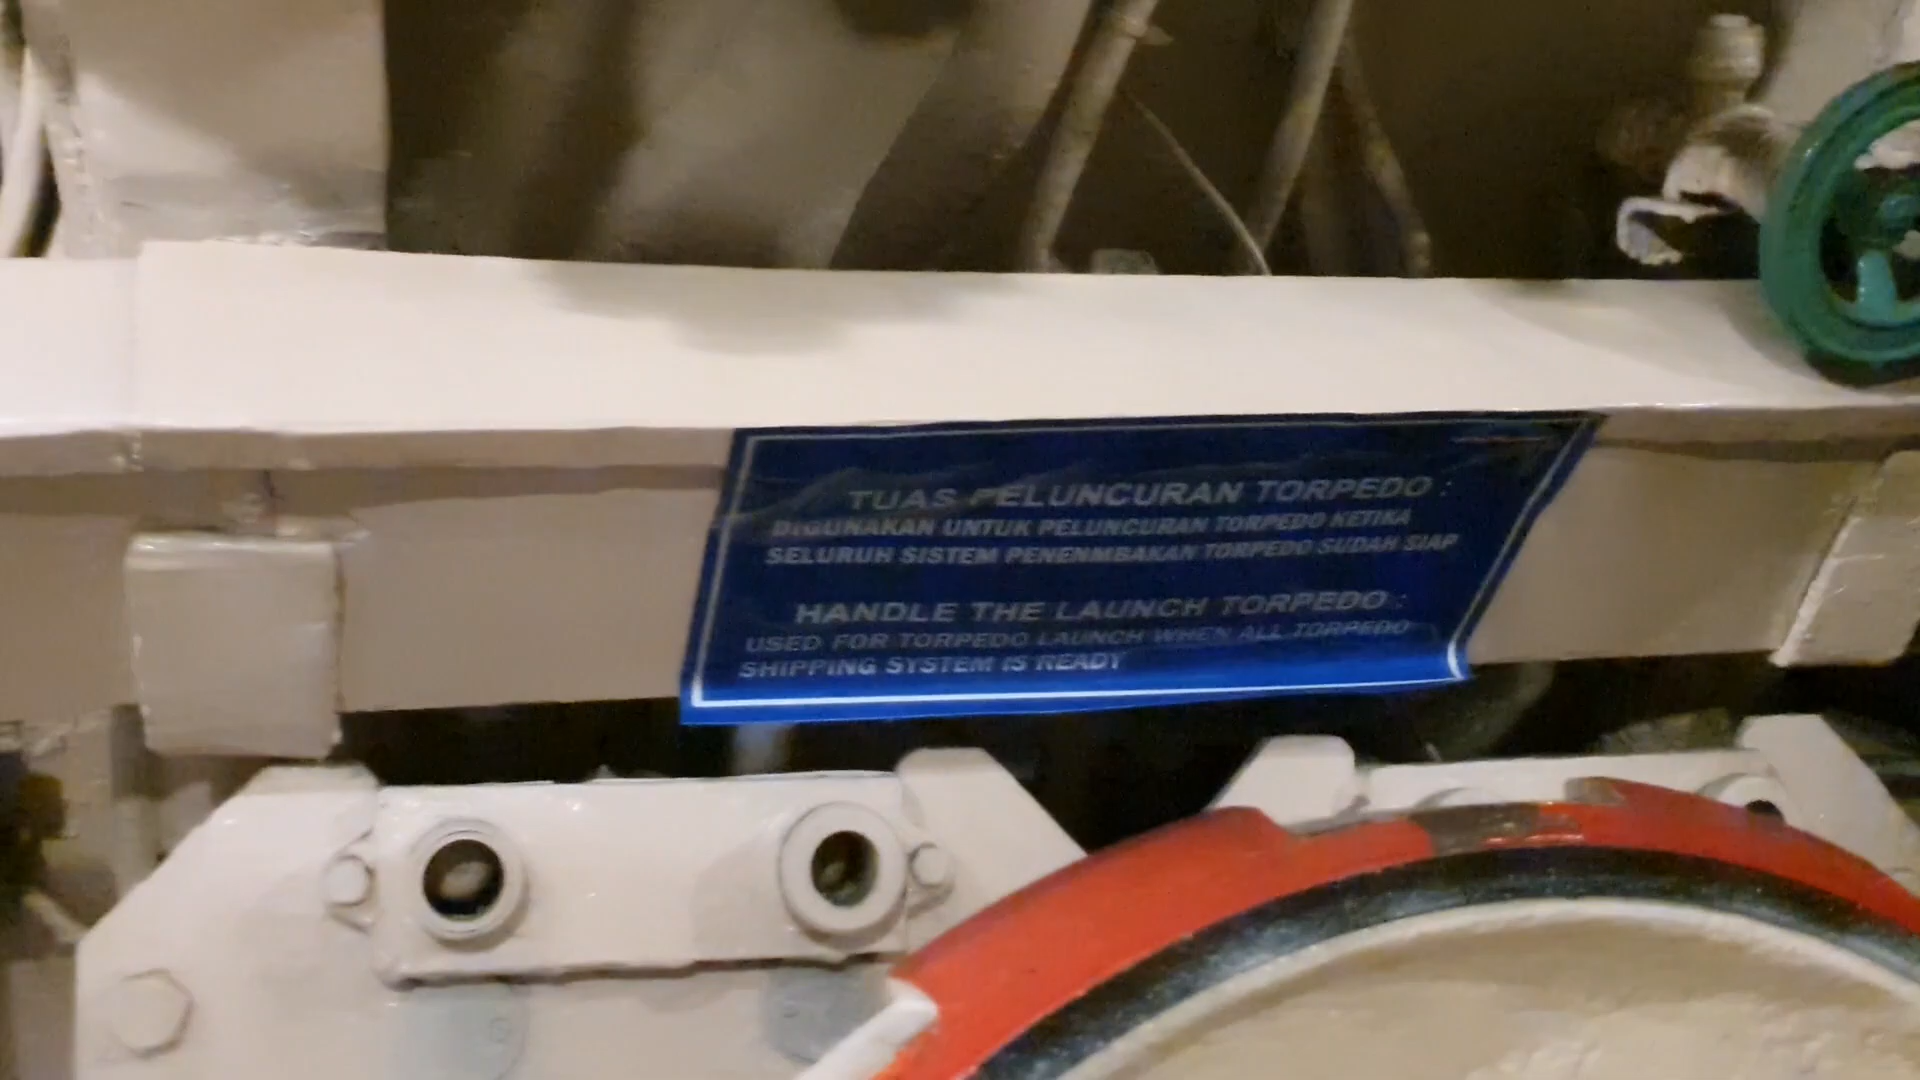 TUAS PELUNCURAN TORPEDO :
DIGUNAKAN UNTUK PELUNCURAN TORPEDO KETIKA
SELURUH SISTEM PENENMBAKAN TORPEDO SUDAH SIAP
HANDLE THE LAUNCH TORPEDO :
USED FOR TORPEDO LAUNCH WHEN ALL TORPEDO
SHIPPING SYSTEM IS READY